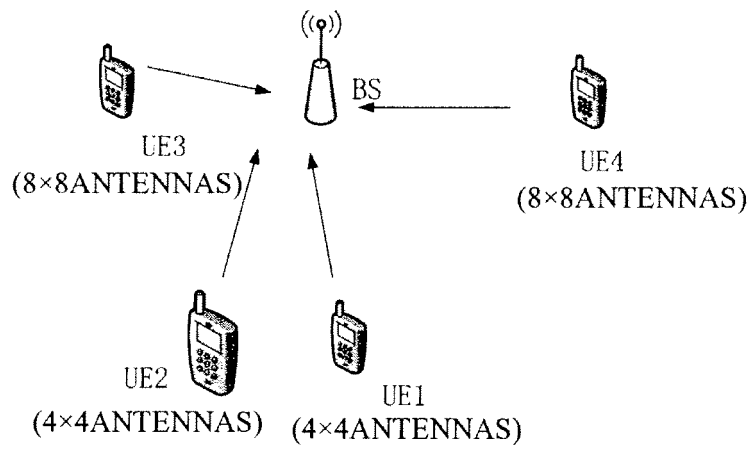 BS
UE3
(8×8ANTENNAS)
UE4
(8×8ANTENNAS)
UE2
(4×4ANTENNAS)
UE1
(4×4ANTENNAS)